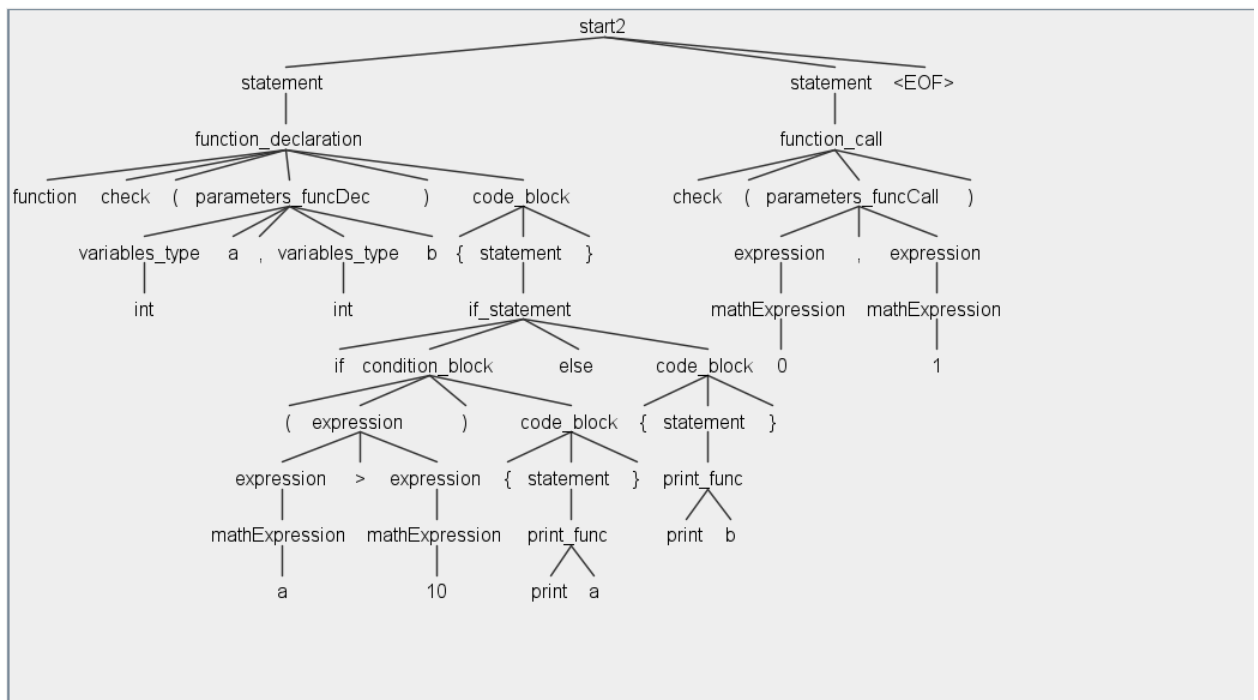 start2
statement statement <EOF>
function_declaration function_call
function check ( parameters_funcDec ) code_block check ( parameters_funcCall )
variables_type a , variables_type b { statement } expression , expression
int int if_statement mathExpression mathExpression
if condition_block else code_block 0 1
( expression ) code_block { statement }
expression > expression { statement } print_func
mathExpression mathExpression print_func print b
a 10 print a